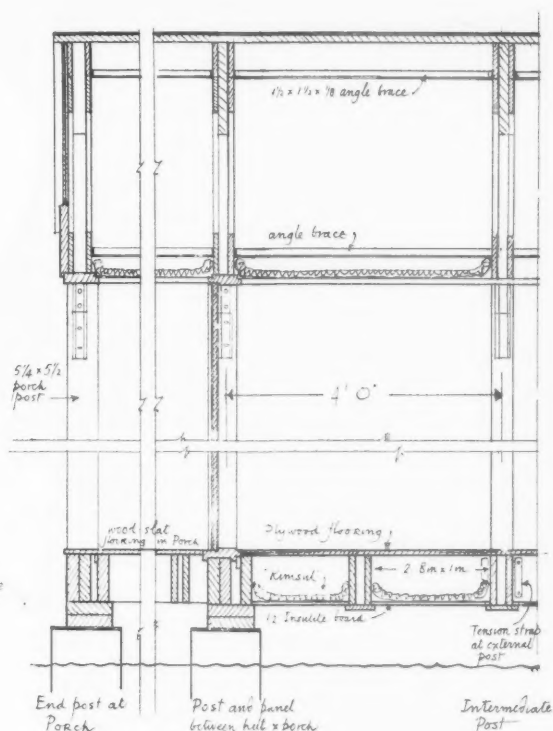 1½ x 1½ x ⅛ angle brace
angle brace
5¼ x 5½
porch
post
4' 0"
wood slat
flooring in Porch
Plywood flooring
"Kimsul"
2 8m x 1m
½ Insulite board
Tension strap
at external
post
End post at
Porch
Post and panel
between hut x porch
Intermediate
Post